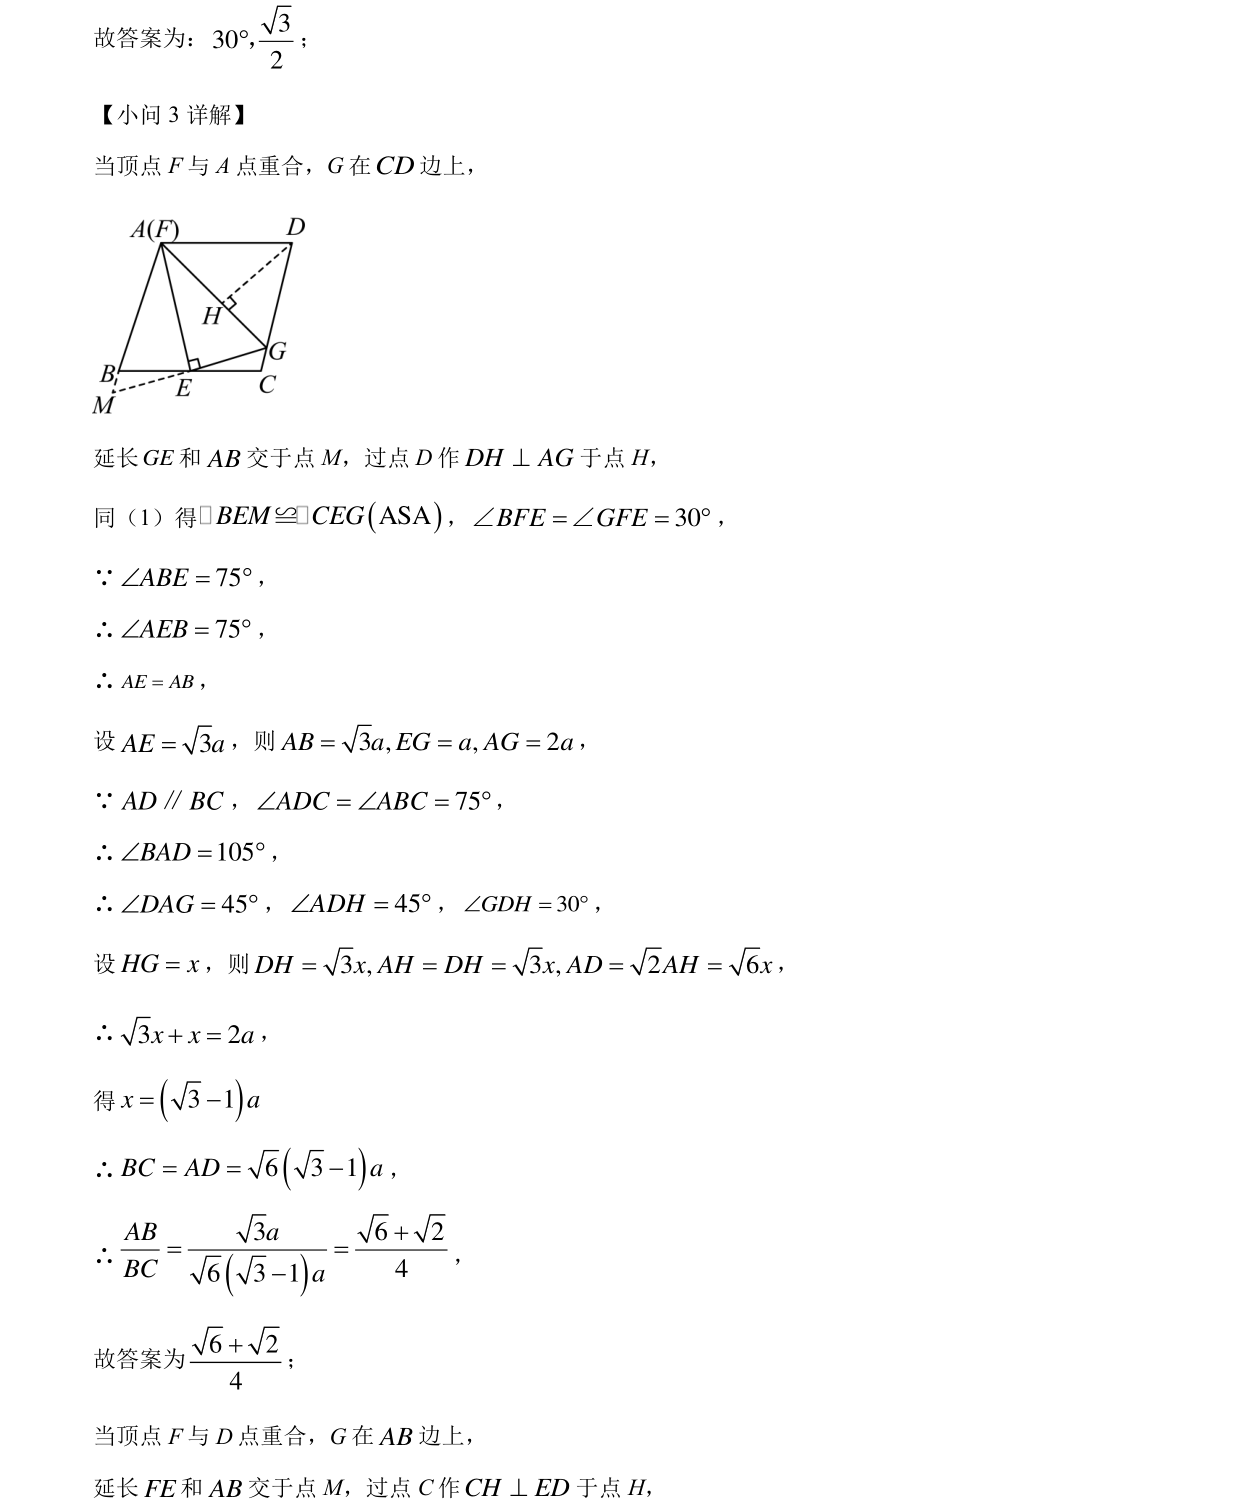 故答案为：30°,√3/2；
【小问 3 详解】
当顶点 F 与 A 点重合，G 在 CD 边上，
A(F) D
H
G
B E C
M
延长 GE 和 AB 交于点 M，过点 D 作 DH ⊥ AG 于点 H，
同（1）得□BEM≌□CEG(ASA)，∠BFE = ∠GFE = 30°，
∵ ∠ABE = 75°，
∴ ∠AEB = 75°，
∴ AE = AB，
设 AE = √3a，则 AB = √3a, EG = a, AG = 2a，
∵ AD ∥ BC，∠ADC = ∠ABC = 75°，
∴ ∠BAD = 105°，
∴ ∠DAG = 45°，∠ADH = 45°，∠GDH = 30°，
设 HG = x，则 DH = √3x, AH = DH = √3x, AD = √2AH = √6x，
∴ √3x + x = 2a，
得 x = (√3 − 1)a
∴ BC = AD = √6(√3 − 1)a，
∴ AB/BC = √3a/(√6(√3 − 1)a) = (√6 + √2)/4，
故答案为 (√6 + √2)/4；
当顶点 F 与 D 点重合，G 在 AB 边上，
延长 FE 和 AB 交于点 M，过点 C 作 CH ⊥ ED 于点 H，